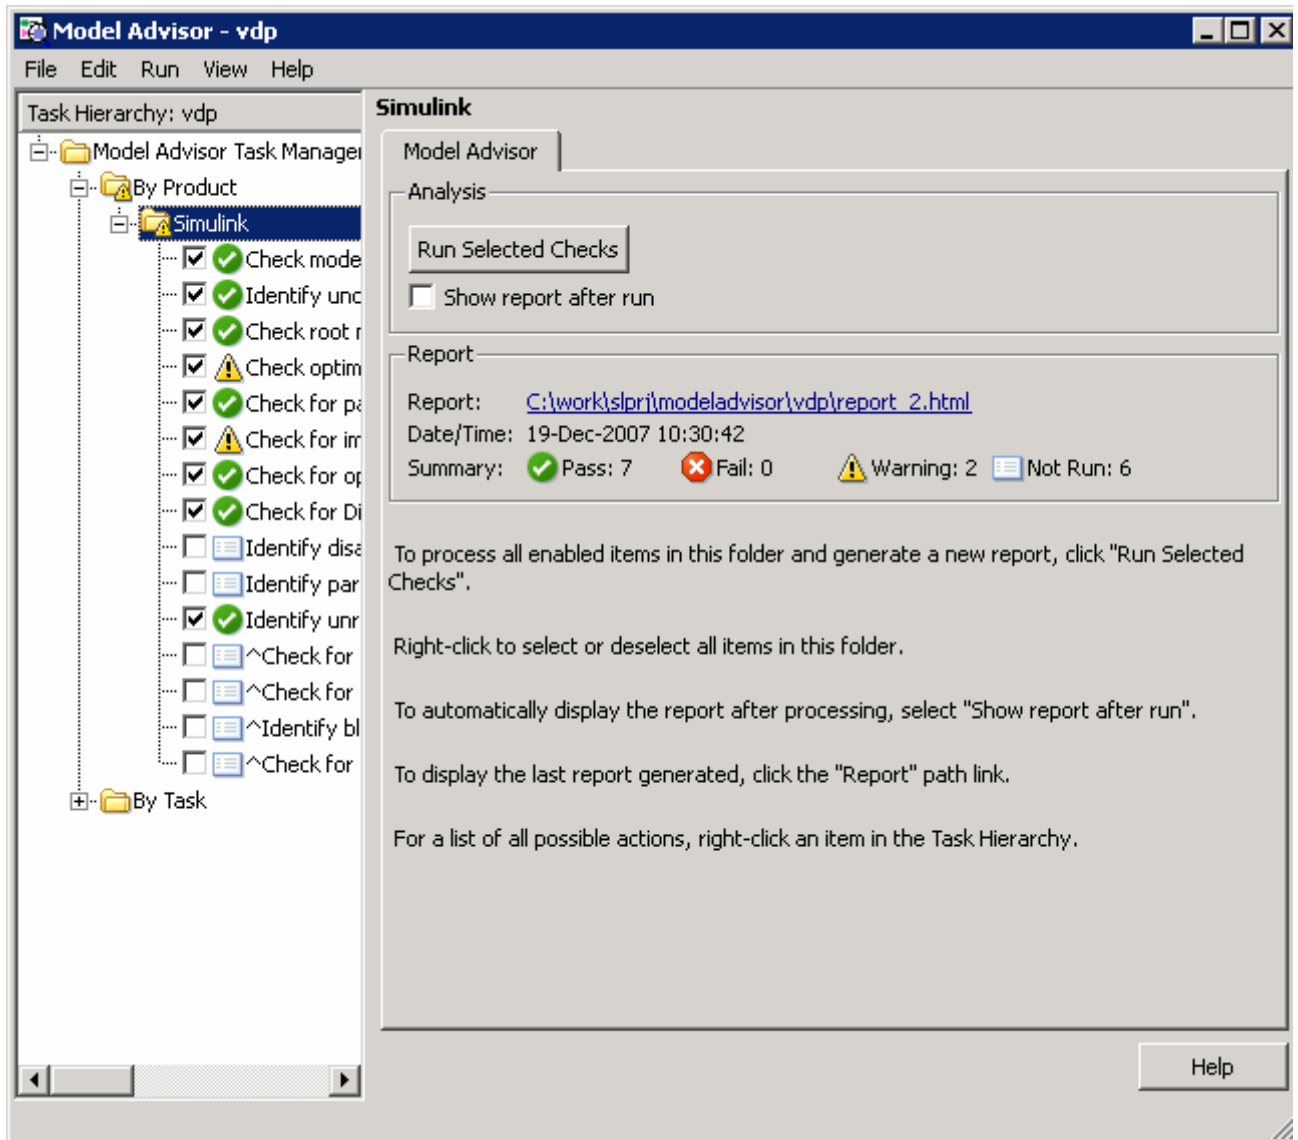 Model Advisor - vdp
File Edit Run View Help
Task Hierarchy: vdp
Model Advisor Task Manager
By Product
Simulink
Check mode
Identify unc
Check root r
Check optim
Check for pa
Check for im
Check for op
Check for Di
Identify disa
Identify par
Identify unr
^Check for
^Check for
^Identify bl
^Check for
By Task
Simulink
Model Advisor
Analysis
Run Selected Checks
Show report after run
Report
Report: C:\work\slprj\modeladvisor\vdp\report_2.html
Date/Time: 19-Dec-2007 10:30:42
Summary: Pass: 7 Fail: 0 Warning: 2 Not Run: 6
To process all enabled items in this folder and generate a new report, click "Run Selected
Checks".
Right-click to select or deselect all items in this folder.
To automatically display the report after processing, select "Show report after run".
To display the last report generated, click the "Report" path link.
For a list of all possible actions, right-click an item in the Task Hierarchy.
Help